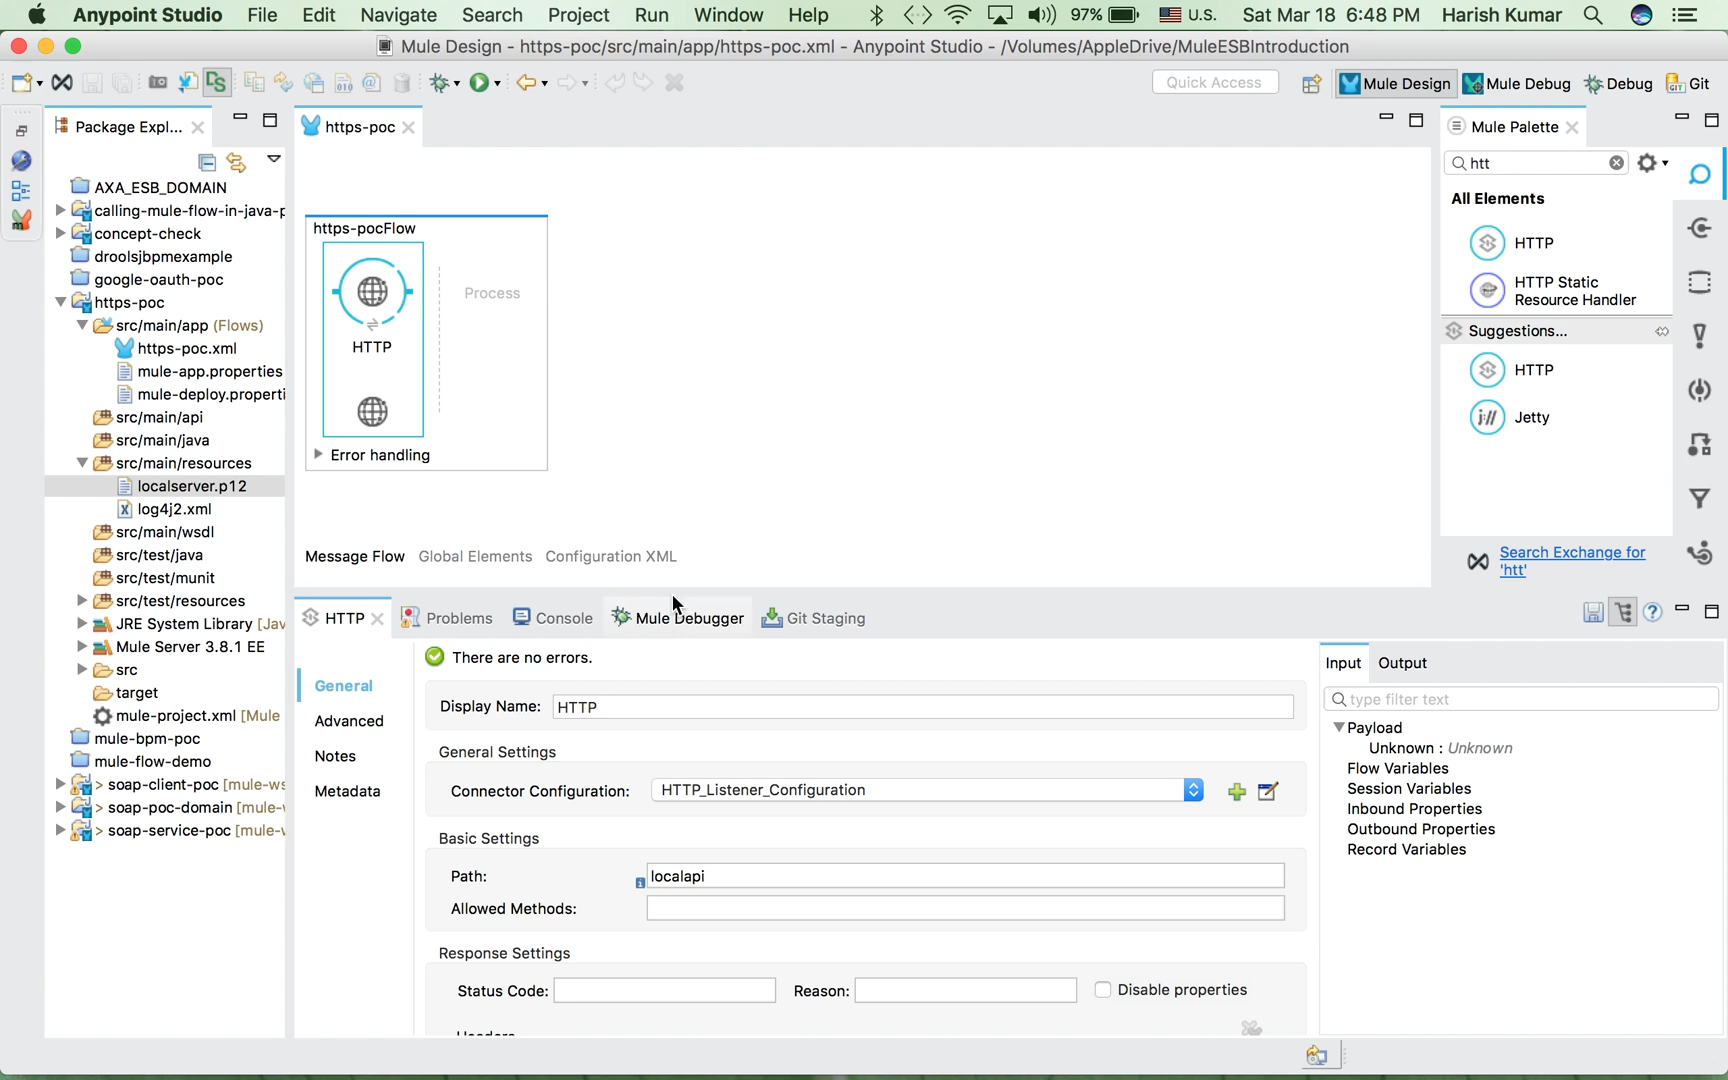 Anypoint Studio File Edit Navigate Search Project Run Window Help 97% U.S. Sat Mar 18 6:48 PM Harish Kumar
Mule Design - https-poc/src/main/app/https-poc.xml - Anypoint Studio - /Volumes/AppleDrive/MuleESBIntroduction
Quick Access Mule Design Mule Debug Debug Git
Package Expl...
https-poc
Mule Palette
htt
AXA_ESB_DOMAIN
calling-mule-flow-in-java-p
concept-check
droolsjbpmexample
google-oauth-poc
https-poc
src/main/app (Flows)
https-poc.xml
mule-app.properties
mule-deploy.properti
src/main/api
src/main/java
src/main/resources
localserver.p12
log4j2.xml
src/main/wsdl
src/test/java
src/test/munit
src/test/resources
JRE System Library [Jav
Mule Server 3.8.1 EE
src
target
mule-project.xml [Mule
mule-bpm-poc
mule-flow-demo
> soap-client-poc [mule-ws
> soap-poc-domain [mule-
> soap-service-poc [mule-
https-pocFlow
HTTP
Process
Error handling
Message Flow Global Elements Configuration XML
All Elements
HTTP
HTTP Static
Resource Handler
Suggestions...
HTTP
Jetty
Search Exchange for
'htt'
HTTP Problems Console Mule Debugger Git Staging
There are no errors.
General
Advanced
Notes
Metadata
Display Name: HTTP
General Settings
Connector Configuration: HTTP_Listener_Configuration
Basic Settings
Path: localapi
Allowed Methods:
Response Settings
Status Code: Reason: Disable properties
Input Output
type filter text
Payload
Unknown : Unknown
Flow Variables
Session Variables
Inbound Properties
Outbound Properties
Record Variables